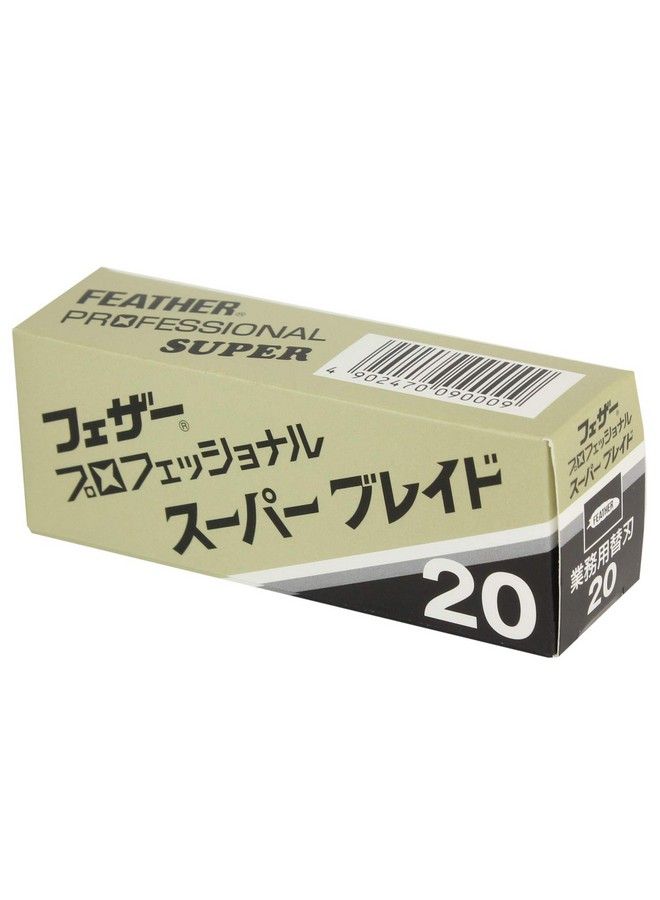 FEATHER®
PROFESSIONAL
SUPER
4 902470 090009
フェザー®
プロフェッショナル
スーパー ブレイド
20
フェザー
プロフェッショナル
スーパー ブレイド
FEATHER
業務用替刃
20